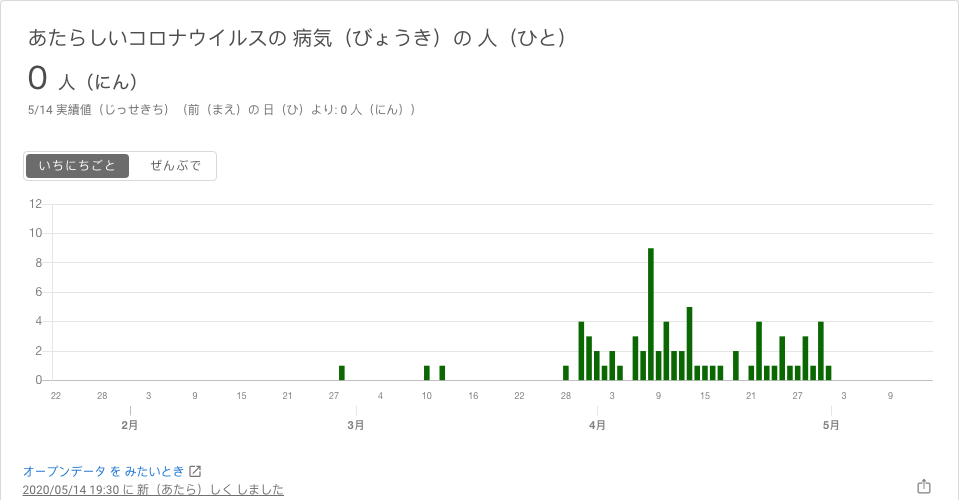 あたらしいコロナウイルスの 病気（びょうき）の 人（ひと）
0 人（にん）
5/14 実績値（じっせきち）（前（まえ）の 日（ひ）より: 0 人（にん））
いちにちごと ぜんぶで
12
10
8
6
4
2
0
22 28 3 9 15 21 27 4 10 16 22 28 3 9 15 21 27 3 9
2月 3月 4月 5月
オープンデータ を みたいとき
2020/05/14 19:30 に 新（あたら）しく しました